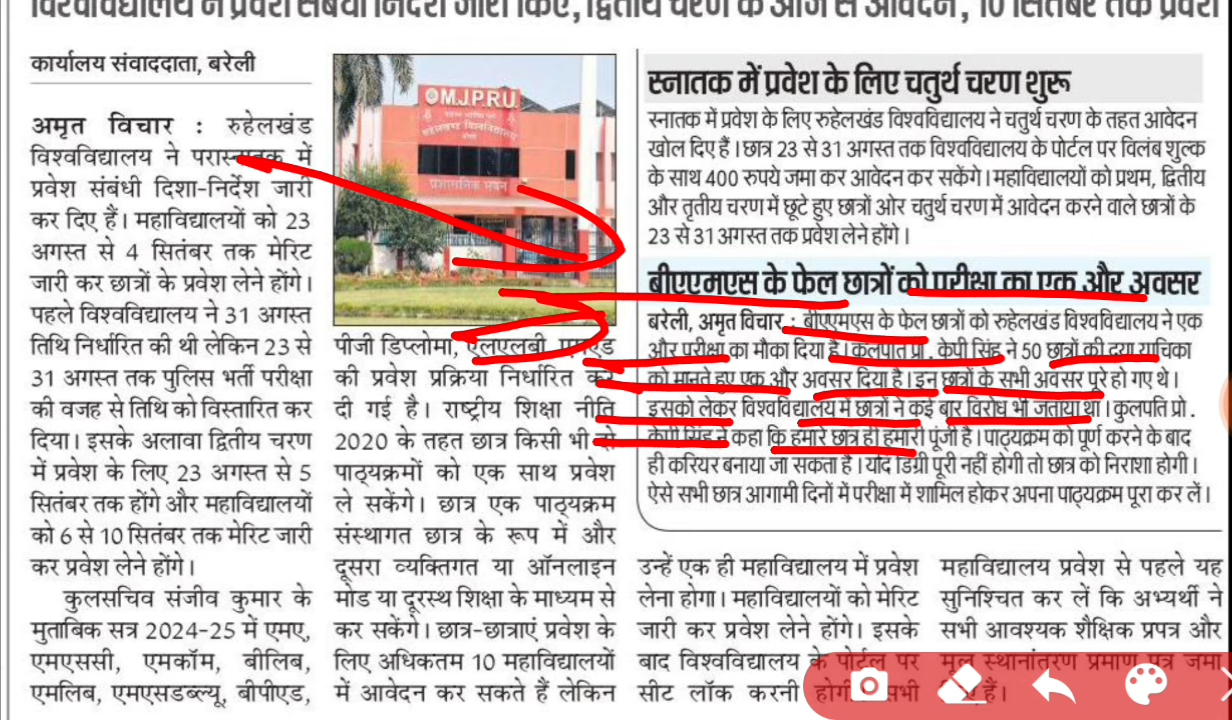 विश्वविद्यालय ने प्रवेश संबंधी निर्देश जारी किए, द्वितीय चरण के आज से आवेदन, 10 सितंबर तक प्रवेश
कार्यालय संवाददाता, बरेली
अमृत विचार : रुहेलखंड
विश्वविद्यालय ने परास्नातक में
प्रवेश संबंधी दिशा-निर्देश जारी
कर दिए हैं। महाविद्यालयों को 23
अगस्त से 4 सितंबर तक मेरिट
जारी कर छात्रों के प्रवेश लेने होंगे।
पहले विश्वविद्यालय ने 31 अगस्त
तिथि निर्धारित की थी लेकिन 23 से
31 अगस्त तक पुलिस भर्ती परीक्षा
की वजह से तिथि को विस्तारित कर
दिया। इसके अलावा द्वितीय चरण
में प्रवेश के लिए 23 अगस्त से 5
सितंबर तक होंगे और महाविद्यालयों
को 6 से 10 सितंबर तक मेरिट जारी
कर प्रवेश लेने होंगे।
कुलसचिव संजीव कुमार के
मुताबिक सत्र 2024-25 में एमए,
एमएससी, एमकॉम, बीलिब,
एमलिब, एमएसडब्ल्यू, बीपीएड,
M.J.P.R.U.
प्रशासनिक भवन
पीजी डिप्लोमा, एलएलबी, एमएड
की प्रवेश प्रक्रिया निर्धारित कर
दी गई है। राष्ट्रीय शिक्षा नीति
2020 के तहत छात्र किसी भी दो
पाठ्यक्रमों को एक साथ प्रवेश
ले सकेंगे। छात्र एक पाठ्यक्रम
संस्थागत छात्र के रूप में और
दूसरा व्यक्तिगत या ऑनलाइन
मोड या दूरस्थ शिक्षा के माध्यम से
कर सकेंगे। छात्र-छात्राएं प्रवेश के
लिए अधिकतम 10 महाविद्यालयों
में आवेदन कर सकते हैं लेकिन
स्नातक में प्रवेश के लिए चतुर्थ चरण शुरू
स्नातक में प्रवेश के लिए रुहेलखंड विश्वविद्यालय ने चतुर्थ चरण के तहत आवेदन
खोल दिए हैं। छात्र 23 से 31 अगस्त तक विश्वविद्यालय के पोर्टल पर विलंब शुल्क
के साथ 400 रुपये जमा कर आवेदन कर सकेंगे। महाविद्यालयों को प्रथम, द्वितीय
और तृतीय चरण में छूटे हुए छात्रों ओर चतुर्थ चरण में आवेदन करने वाले छात्रों के
23 से 31 अगस्त तक प्रवेश लेने होंगे।
बीएएमएस के फेल छात्रों को परीक्षा का एक और अवसर
बरेली, अमृत विचार : बीएएमएस के फेल छात्रों को रुहेलखंड विश्वविद्यालय ने एक
और परीक्षा का मौका दिया है। कुलपति प्रो. केपी सिंह ने 50 छात्रों की दया याचिका
को मानते हुए एक और अवसर दिया है। इन छात्रों के सभी अवसर पूरे हो गए थे।
इसको लेकर विश्वविद्यालय में छात्रों ने कई बार विरोध भी जताया था। कुलपति प्रो.
केपी सिंह ने कहा कि हमारे छात्र ही हमारी पूंजी है। पाठ्यक्रम को पूर्ण करने के बाद
ही करियर बनाया जा सकता है। यदि डिग्री पूरी नहीं होगी तो छात्र को निराशा होगी।
ऐसे सभी छात्र आगामी दिनों में परीक्षा में शामिल होकर अपना पाठ्यक्रम पूरा कर लें।
उन्हें एक ही महाविद्यालय में प्रवेश
लेना होगा। महाविद्यालयों को मेरिट
जारी कर प्रवेश लेने होंगे। इसके
बाद विश्वविद्यालय के पोर्टल पर
सीट लॉक करनी होगी। सभी
महाविद्यालय प्रवेश से पहले यह
सुनिश्चित कर लें कि अभ्यर्थी ने
सभी आवश्यक शैक्षिक प्रपत्र और
मूल स्थानांतरण प्रमाण पत्र जमा
हैं।